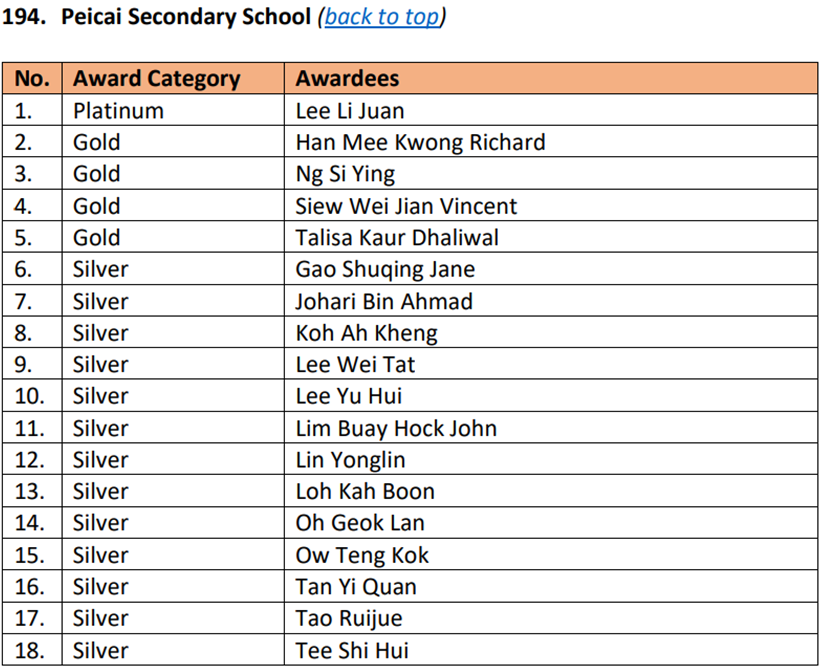 194. Peicai Secondary School (back to top)
No. Award Category Awardees
1. Platinum Lee Li Juan
2. Gold Han Mee Kwong Richard
3. Gold Ng Si Ying
4. Gold Siew Wei Jian Vincent
5. Gold Talisa Kaur Dhaliwal
6. Silver Gao Shuqing Jane
7. Silver Johari Bin Ahmad
8. Silver Koh Ah Kheng
9. Silver Lee Wei Tat
10. Silver Lee Yu Hui
11. Silver Lim Buay Hock John
12. Silver Lin Yonglin
13. Silver Loh Kah Boon
14. Silver Oh Geok Lan
15. Silver Ow Teng Kok
16. Silver Tan Yi Quan
17. Silver Tao Ruijue
18. Silver Tee Shi Hui